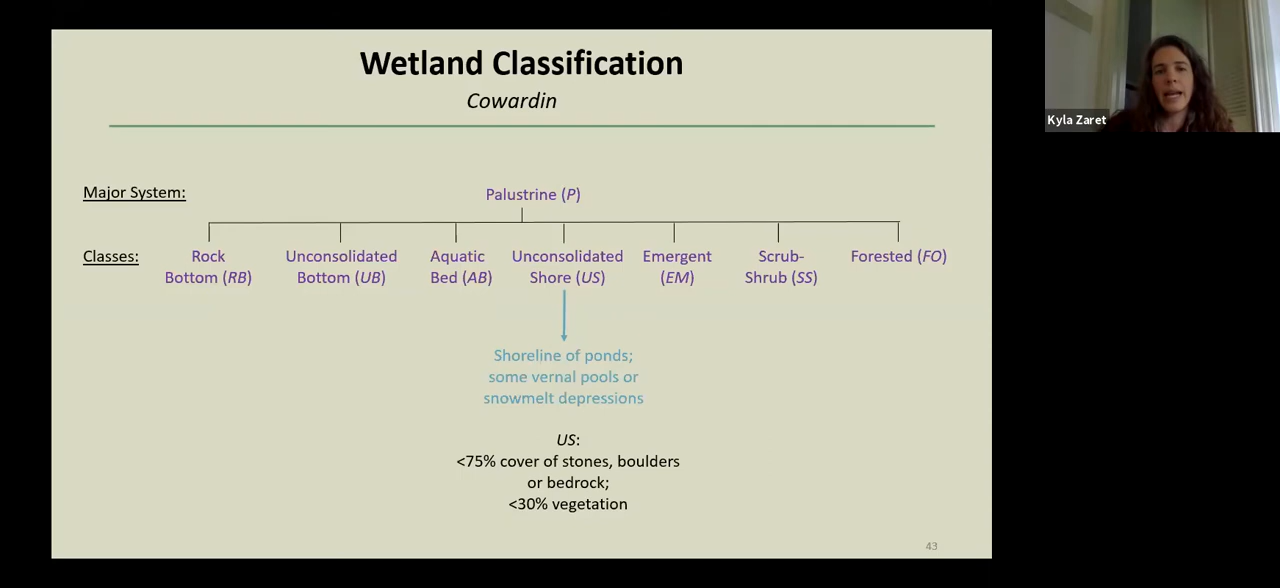 Wetland Classification
Cowardin
Kyla Zaret
Major System:
Palustrine (P)
Classes:
Rock
Bottom (RB)
Unconsolidated
Bottom (UB)
Aquatic
Bed (AB)
Unconsolidated
Shore (US)
Emergent
(EM)
Scrub-
Shrub (SS)
Forested (FO)
Shoreline of ponds;
some vernal pools or
snowmelt depressions
US:
<75% cover of stones, boulders
or bedrock;
<30% vegetation
43